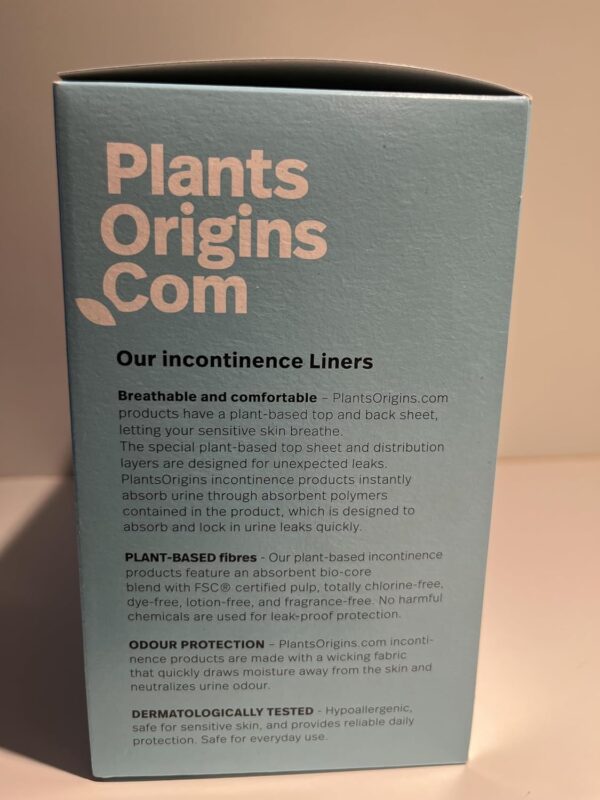 Plants
Origins
.Com
Our incontinence Liners
Breathable and comfortable – PlantsOrigins.com
products have a plant-based top and back sheet,
letting your sensitive skin breathe.
The special plant-based top sheet and distribution
layers are designed for unexpected leaks.
PlantsOrigins incontinence products instantly
absorb urine through absorbent polymers
contained in the product, which is designed to
absorb and lock in urine leaks quickly.
PLANT-BASED fibres - Our plant-based incontinence
products feature an absorbent bio-core
blend with FSC® certified pulp, totally chlorine-free,
dye-free, lotion-free, and fragrance-free. No harmful
chemicals are used for leak-proof protection.
ODOUR PROTECTION – PlantsOrigins.com inconti-
nence products are made with a wicking fabric
that quickly draws moisture away from the skin and
neutralizes urine odour.
DERMATOLOGICALLY TESTED - Hypoallergenic,
safe for sensitive skin, and provides reliable daily
protection. Safe for everyday use.